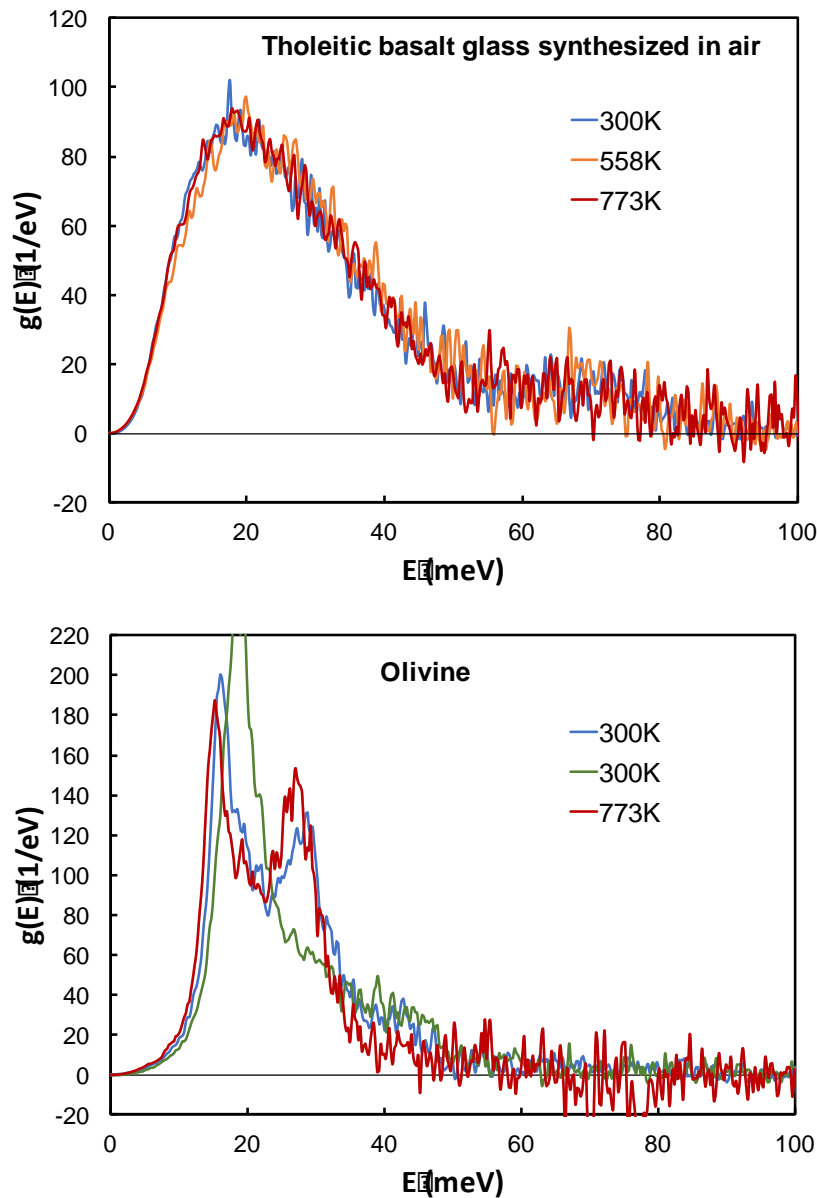 Tholeitic basalt glass synthesized in air
120
100
80
60
40
20
0
-20
g(E) (1/eV)
300K
558K
773K
0 20 40 60 80 100
E (meV)
Olivine
220
200
180
160
140
120
100
80
60
40
20
0
-20
g(E) (1/eV)
300K
300K
773K
0 20 40 60 80 100
E (meV)